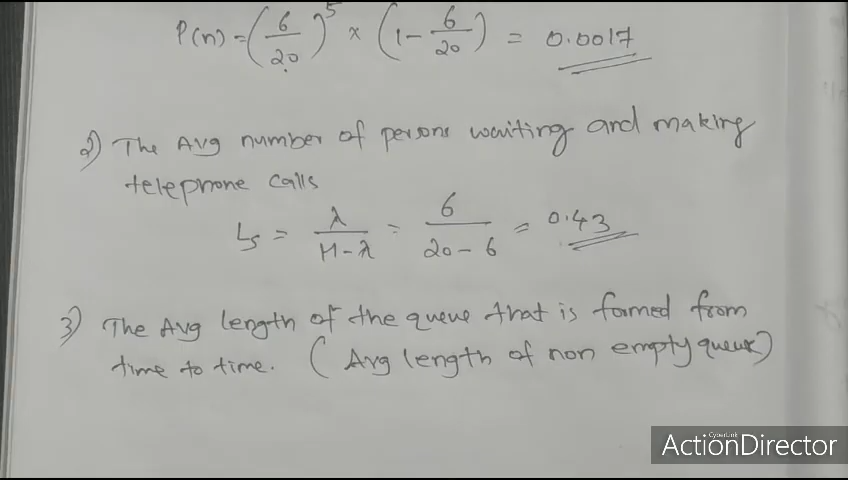 P(n) = (6/20)^5 × (1 - 6/20) = 0.0017
2) The Avg number of persons waiting and making
telephone calls
Ls = λ/(μ-λ) = 6/(20-6) = 0.43
3) The Avg length of the queue that is formed from
time to time. ( Avg length of non empty queue)
CyberLink
ActionDirector